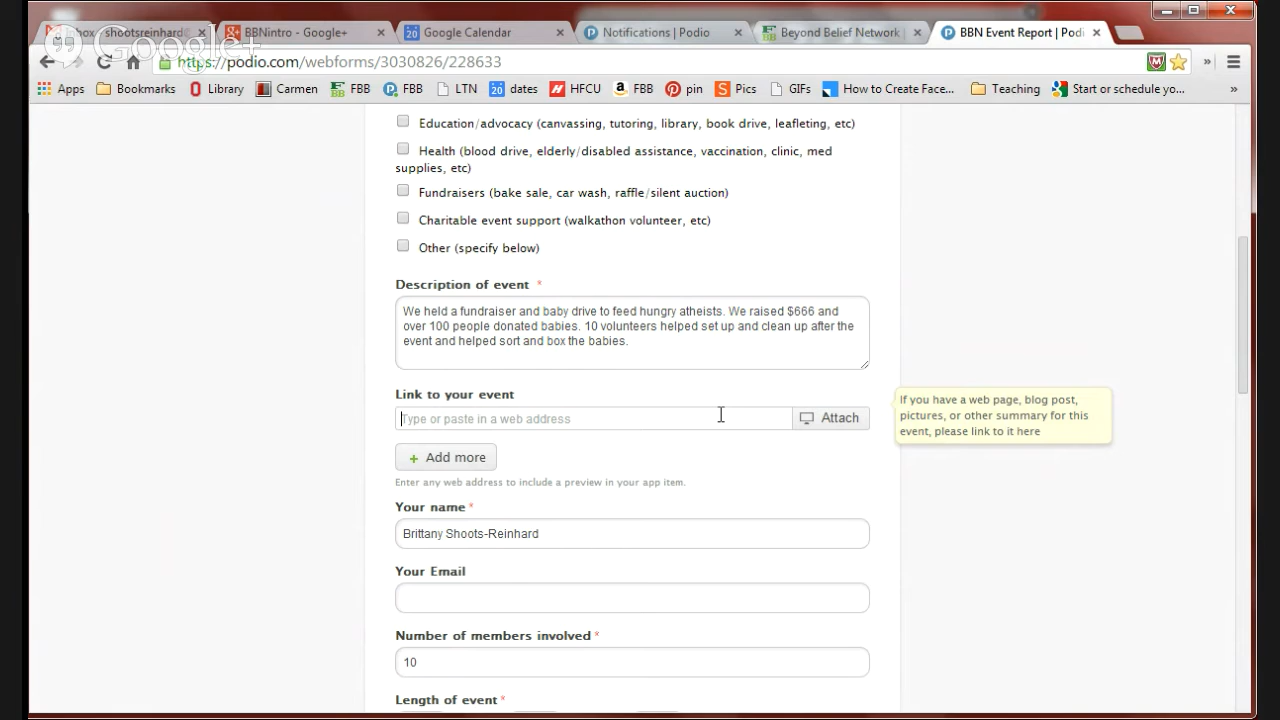 Google+
box - shootsreinhard@
BBNintro - Google+
Google Calendar
Notifications | Podio
Beyond Belief Network
BBN Event Report | Podi
https://podio.com/webforms/3030826/228633
Apps Bookmarks Library Carmen FBB FBB LTN dates HFCU FBB pin Pics GIFs How to Create Face... Teaching Start or schedule yo... »
Education/advocacy (canvassing, tutoring, library, book drive, leafleting, etc)
Health (blood drive, elderly/disabled assistance, vaccination, clinic, med
supplies, etc)
Fundraisers (bake sale, car wash, raffle/silent auction)
Charitable event support (walkathon volunteer, etc)
Other (specify below)
Description of event *
We held a fundraiser and baby drive to feed hungry atheists. We raised $666 and
over 100 people donated babies. 10 volunteers helped set up and clean up after the
event and helped sort and box the babies.
Link to your event
Type or paste in a web address
Attach
If you have a web page, blog post,
pictures, or other summary for this
event, please link to it here
+ Add more
Enter any web address to include a preview in your app item.
Your name *
Brittany Shoots-Reinhard
Your Email
Number of members involved *
10
Length of event *